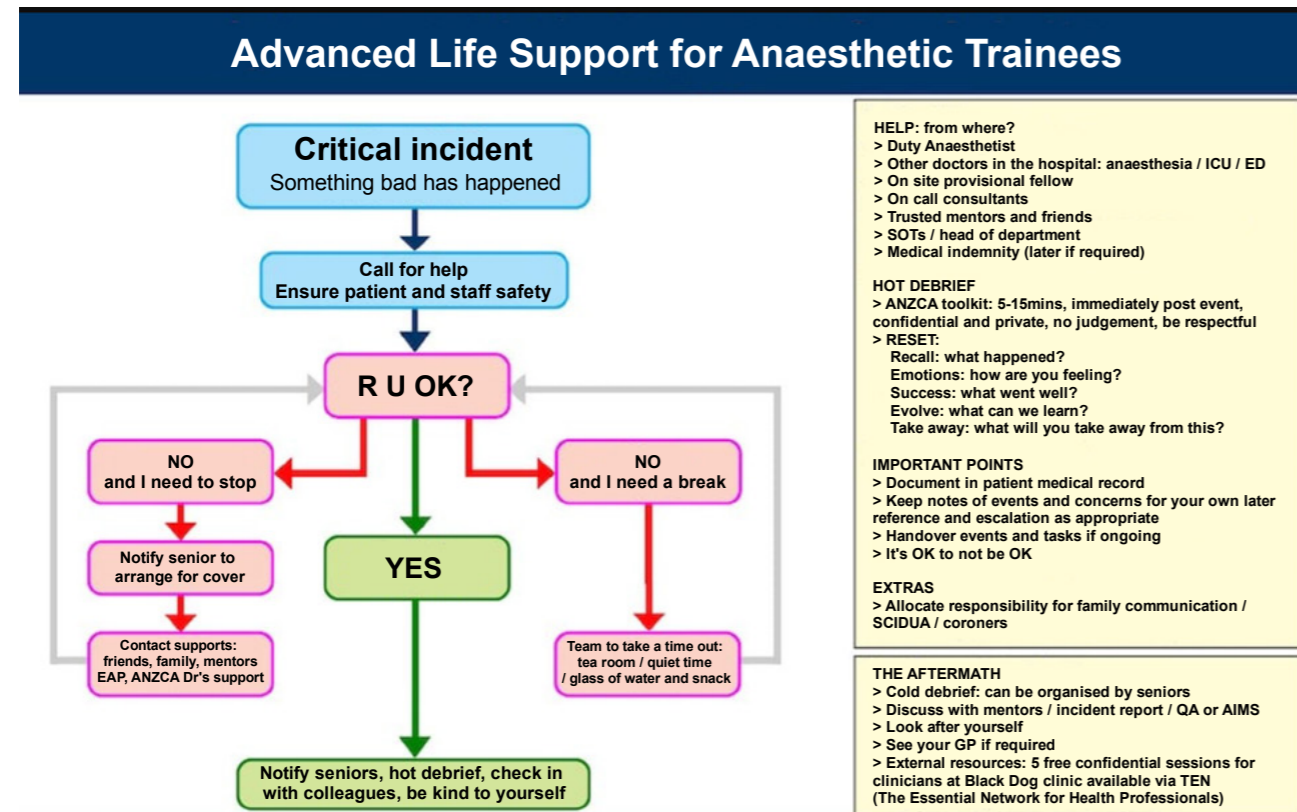 Advanced Life Support for Anaesthetic Trainees
Critical incident
Something bad has happened
Call for help
Ensure patient and staff safety
R U OK?
NO
and I need to stop
Notify senior to
arrange for cover
Contact supports:
friends, family, mentors
EAP, ANZCA Dr's support
YES
NO
and I need a break
Team to take a time out:
tea room / quiet time
/ glass of water and snack
Notify seniors, hot debrief, check in
with colleagues, be kind to yourself
HELP: from where?
> Duty Anaesthetist
> Other doctors in the hospital: anaesthesia / ICU / ED
> On site provisional fellow
> On call consultants
> Trusted mentors and friends
> SOTs / head of department
> Medical indemnity (later if required)
HOT DEBRIEF
> ANZCA toolkit: 5-15mins, immediately post event,
confidential and private, no judgement, be respectful
> RESET:
Recall: what happened?
Emotions: how are you feeling?
Success: what went well?
Evolve: what can we learn?
Take away: what will you take away from this?
IMPORTANT POINTS
> Document in patient medical record
> Keep notes of events and concerns for your own later
reference and escalation as appropriate
> Handover events and tasks if ongoing
> It's OK to not be OK
EXTRAS
> Allocate responsibility for family communication /
SCIDUA / coroners
THE AFTERMATH
> Cold debrief: can be organised by seniors
> Discuss with mentors / incident report / QA or AIMS
> Look after yourself
> See your GP if required
> External resources: 5 free confidential sessions for
clinicians at Black Dog clinic available via TEN
(The Essential Network for Health Professionals)